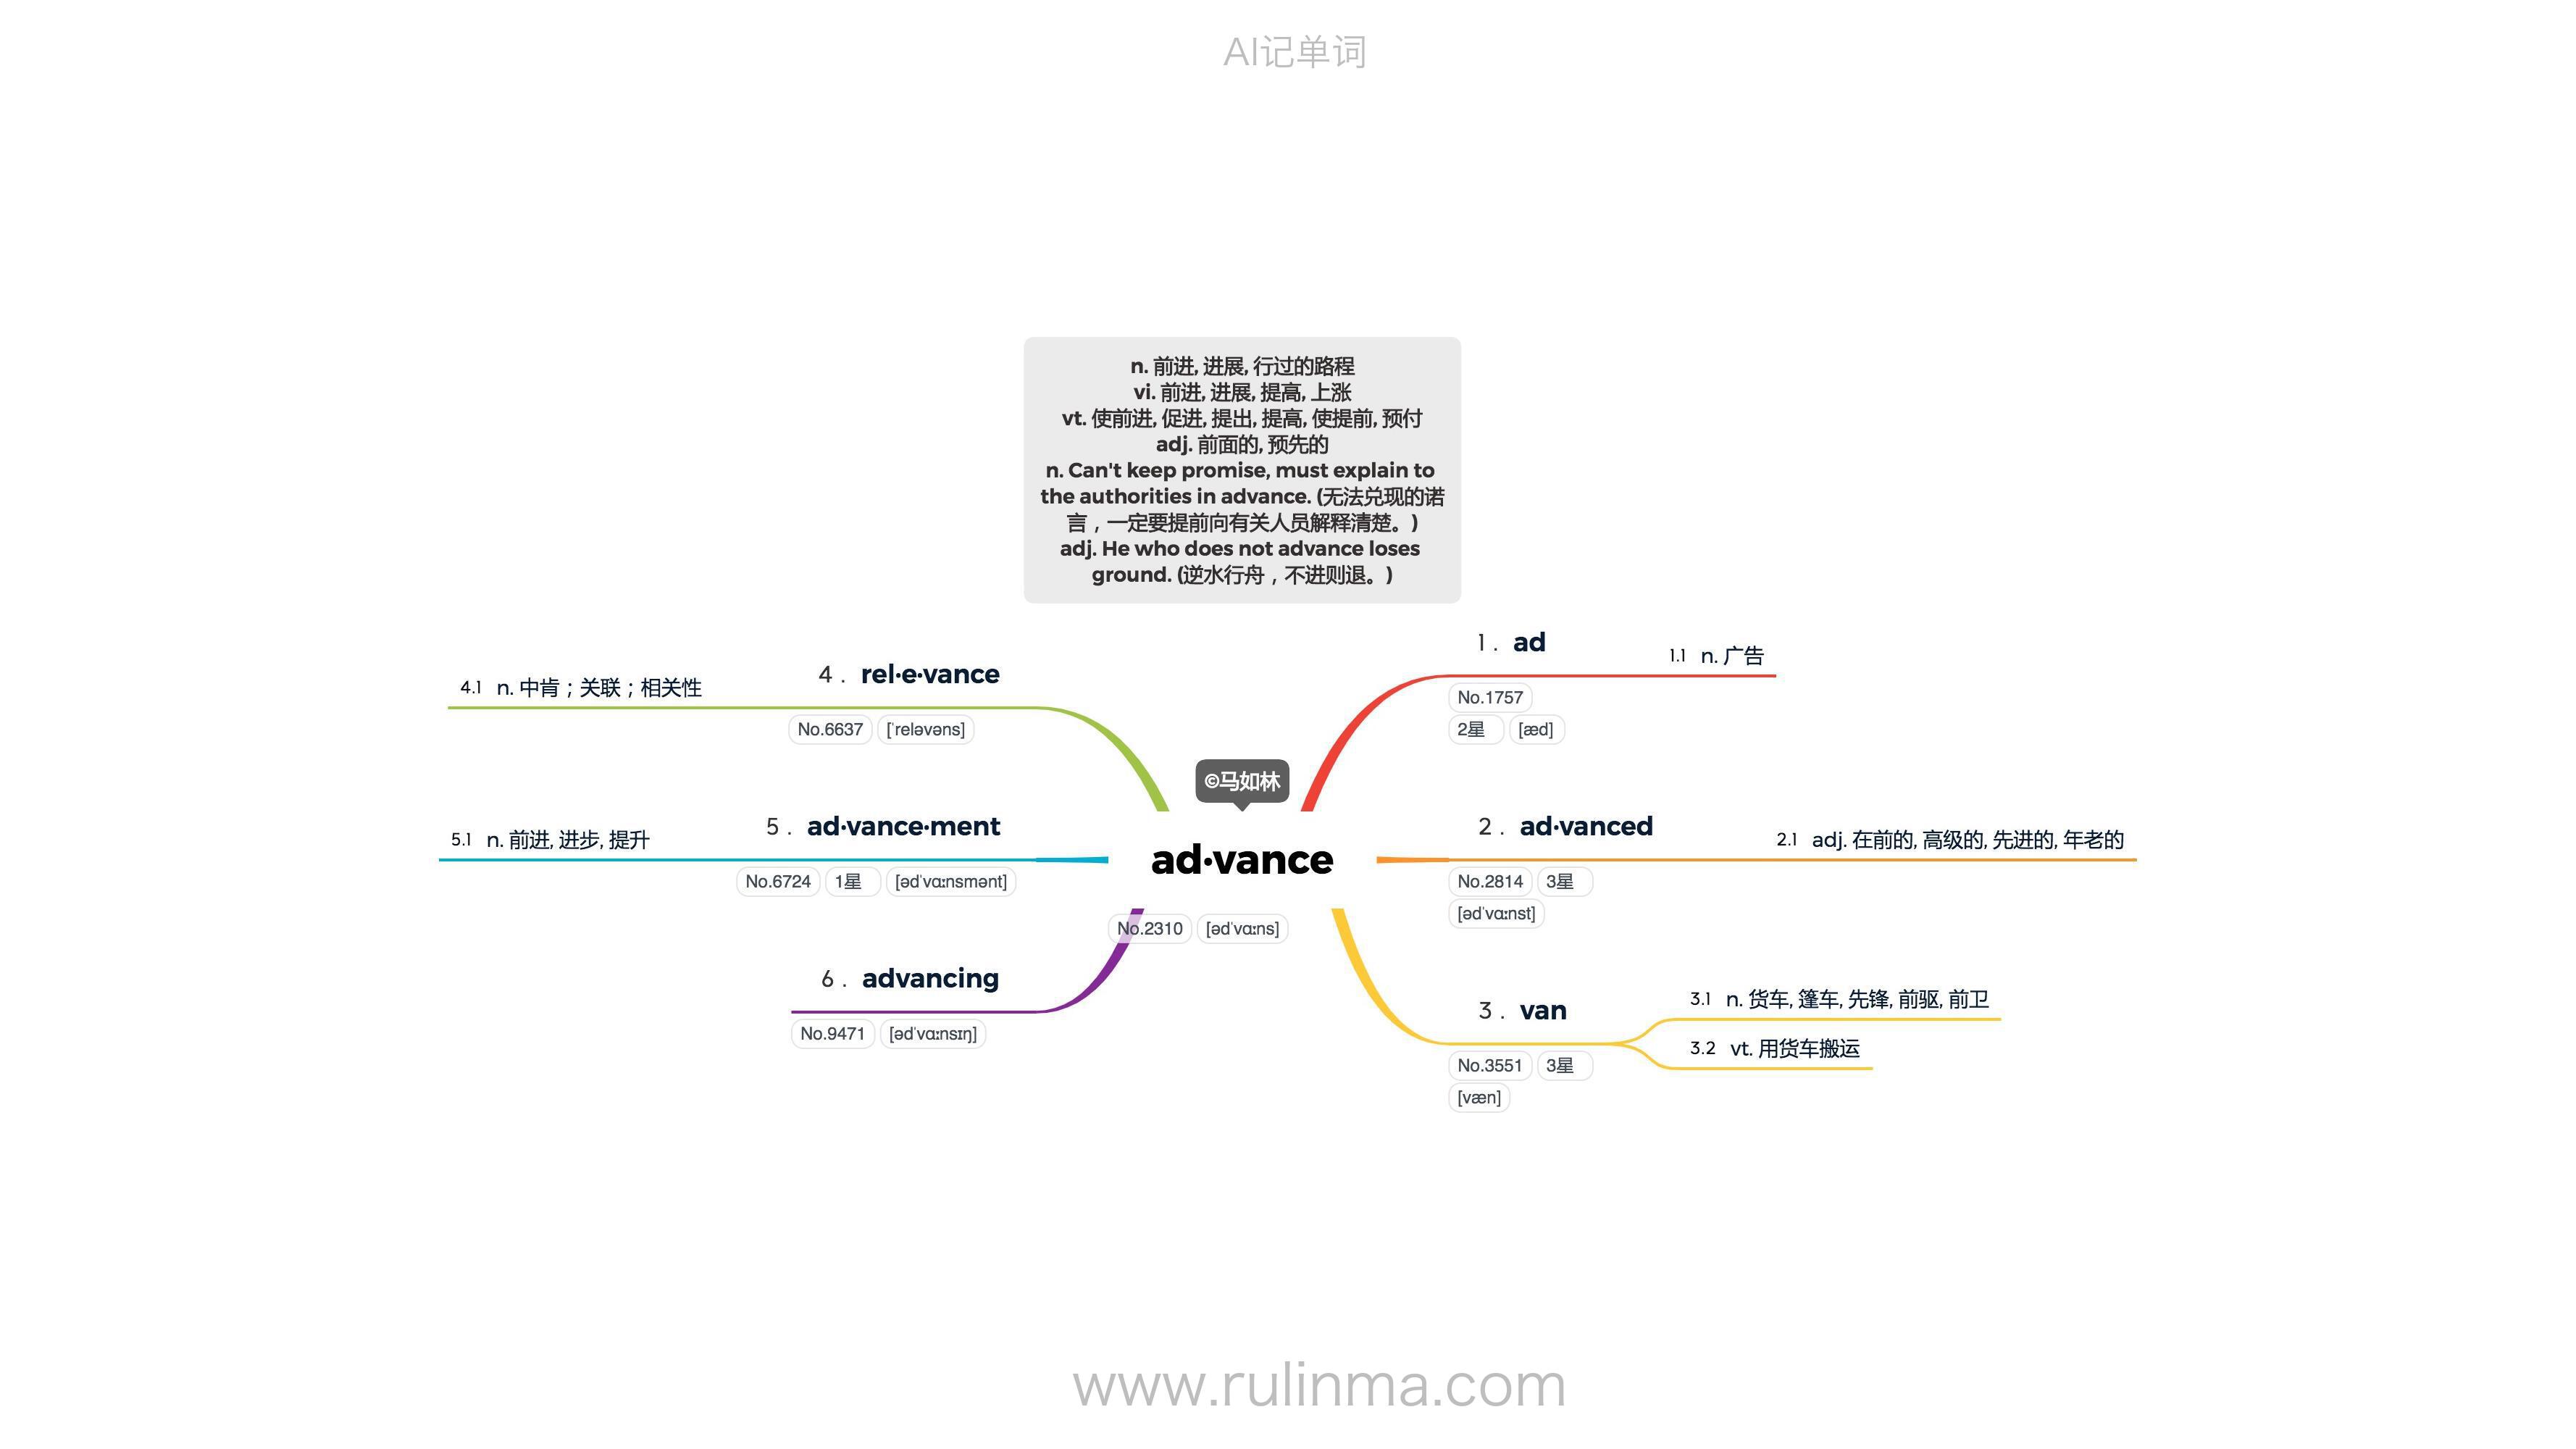 AI记单词
n. 前进, 进展, 行过的路程
vi. 前进, 进展, 提高, 上涨
vt. 使前进, 促进, 提出, 提高, 使提前, 预付
adj. 前面的, 预先的
n. Can't keep promise, must explain to
the authorities in advance. (无法兑现的诺
言，一定要提前向有关人员解释清楚。)
adj. He who does not advance loses
ground. (逆水行舟，不进则退。)
©马如林
ad·vance
No.2310 [ədˈvɑːns]
1. ad
No.1757
2星 [æd]
1.1 n. 广告
2. ad·vanced
No.2814 3星
[ədˈvɑːnst]
2.1 adj. 在前的, 高级的, 先进的, 年老的
3. van
No.3551 3星
[væn]
3.1 n. 货车, 篷车, 先锋, 前驱, 前卫
3.2 vt. 用货车搬运
4. rel·e·vance
No.6637 [ˈreləvəns]
4.1 n. 中肯；关联；相关性
5. ad·vance·ment
No.6724 1星 [ədˈvɑːnsmənt]
5.1 n. 前进, 进步, 提升
6. advancing
No.9471 [ədˈvɑːnsɪŋ]
www.rulinma.com